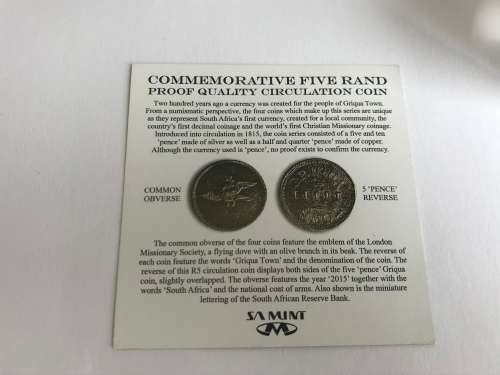 COMMEMORATIVE FIVE RAND
PROOF QUALITY CIRCULATION COIN
Two hundred years ago a currency was created for the people of Griqua Town.
From a numismatic perspective, the four coins which make up this series are unique
as they represent South Africa's first currency, created for a local community, the
country's first decimal coinage and the world's first Christian Missionary coinage.
Introduced into circulation in 1815, the coin series consisted of a five and ten
'pence' made of silver as well as a half and quarter 'pence' made of copper.
Although the currency used is 'pence', no proof exists to confirm the currency.
COMMON
OBVERSE
5 'PENCE'
REVERSE
The common obverse of the four coins feature the emblem of the London
Missionary Society, a flying dove with an olive branch in its beak. The reverse of
each coin feature the words 'Griqua Town' and the denomination of the coin. The
reverse of this R5 circulation coin displays both sides of the five 'pence' Griqua
coin, slightly overlapped. The obverse features the year '2015' together with the
words 'South Africa' and the national coat of arms. Also shown is the miniature
lettering of the South African Reserve Bank.
SA MINT